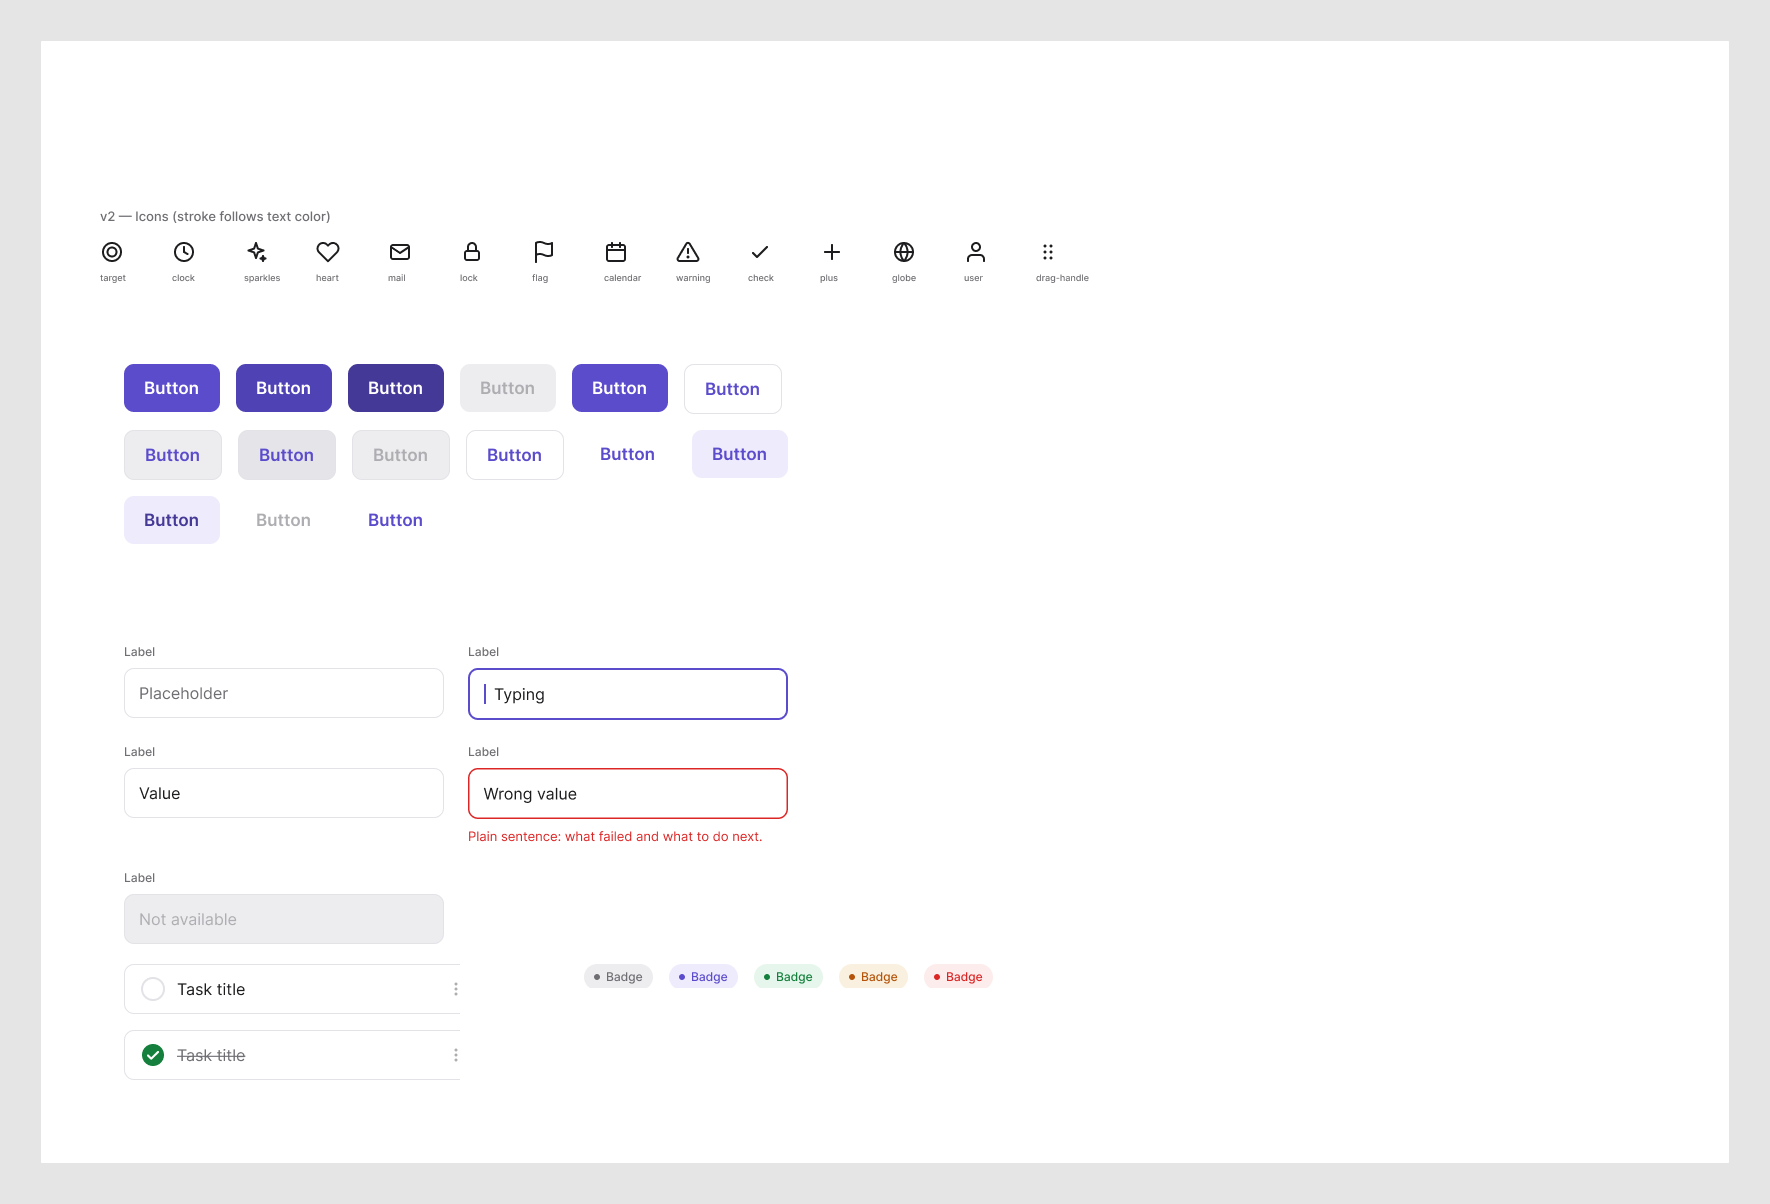 v2 — Icons (stroke follows text color)
target clock sparkles heart mail lock flag calendar warning check plus globe user drag-handle
Button Button Button Button Button Button
Button Button Button Button Button Button
Button Button Button
Label Label
Placeholder Typing
Label Label
Value Wrong value
Plain sentence: what failed and what to do next.
Label
Not available
Task title
Badge Badge Badge Badge Badge
Task title